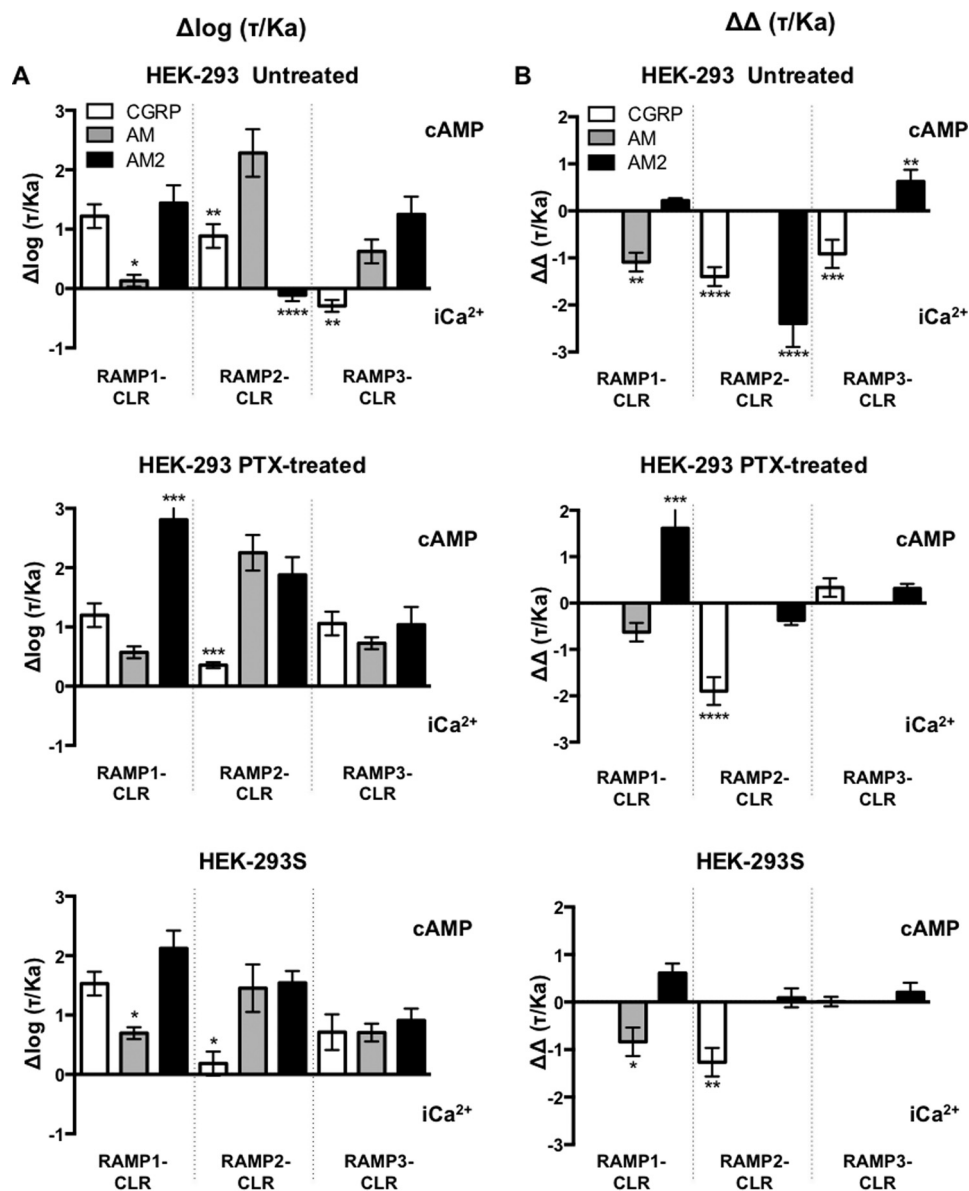 Δlog (τ/Ka)
ΔΔ (τ/Ka)
A
HEK-293 Untreated
CGRP
AM
AM2
cAMP
iCa²⁺
Δlog (τ/Ka)
3
2
1
0
-1
*
**
****
**
RAMP1-
CLR
RAMP2-
CLR
RAMP3-
CLR
B
HEK-293 Untreated
CGRP
AM
AM2
cAMP
iCa²⁺
ΔΔ (τ/Ka)
2
1
0
-1
-2
-3
**
****
****
***
**
RAMP1-
CLR
RAMP2-
CLR
RAMP3-
CLR
HEK-293 PTX-treated
cAMP
iCa²⁺
Δlog (τ/Ka)
3
2
1
0
-1
***
***
RAMP1-
CLR
RAMP2-
CLR
RAMP3-
CLR
HEK-293 PTX-treated
cAMP
iCa²⁺
ΔΔ (τ/Ka)
2
1
0
-1
-2
-3
***
****
RAMP1-
CLR
RAMP2-
CLR
RAMP3-
CLR
HEK-293S
cAMP
iCa²⁺
Δlog (τ/Ka)
3
2
1
0
-1
*
*
RAMP1-
CLR
RAMP2-
CLR
RAMP3-
CLR
HEK-293S
cAMP
iCa²⁺
ΔΔ (τ/Ka)
2
1
0
-1
-2
-3
*
**
RAMP1-
CLR
RAMP2-
CLR
RAMP3-
CLR